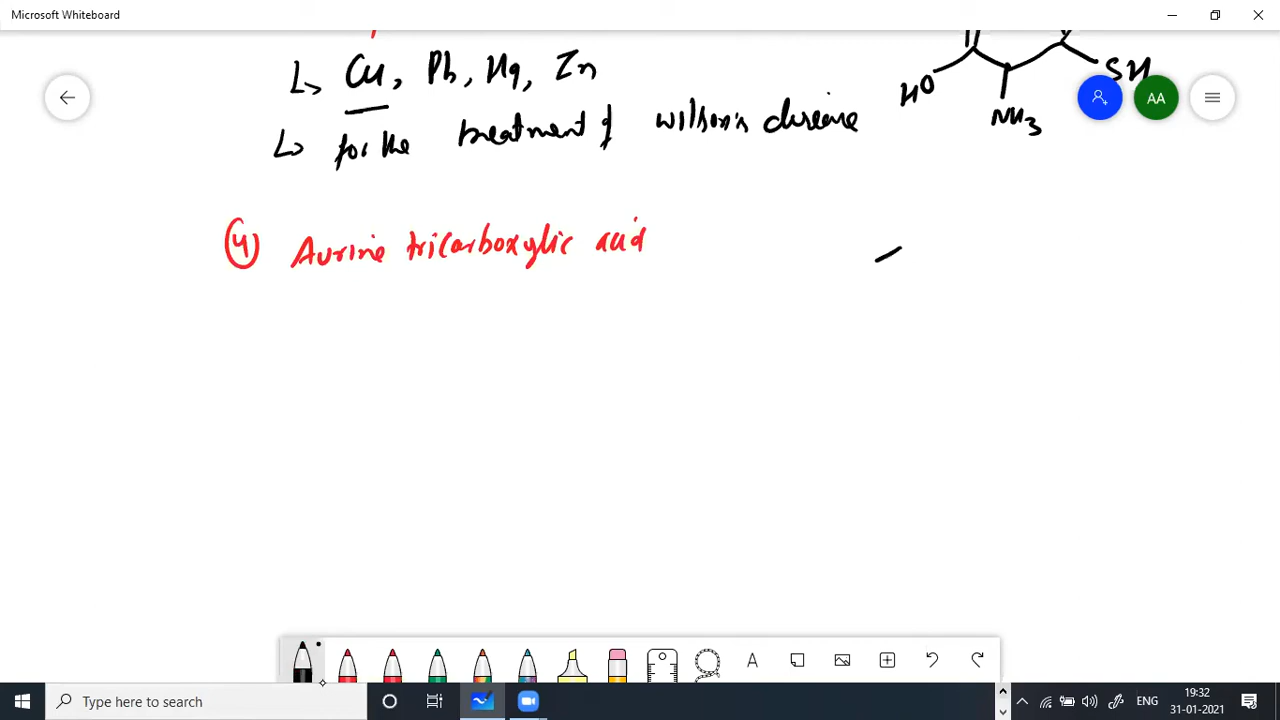 Microsoft Whiteboard
↳ Cu, Pb, Hg, Zn
↳ for the treatment of wilson's disease
HO
NH3
SH
AA
④ Aurine tricarboxylic acid
A
Type here to search
ENG
19:32
31-01-2021